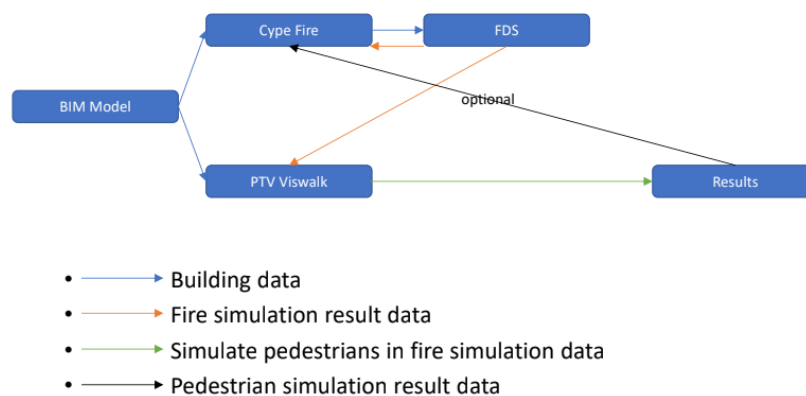 Cype Fire
FDS
optional
BIM Model
PTV Viswalk
Results
• Building data
• Fire simulation result data
• Simulate pedestrians in fire simulation data
• Pedestrian simulation result data